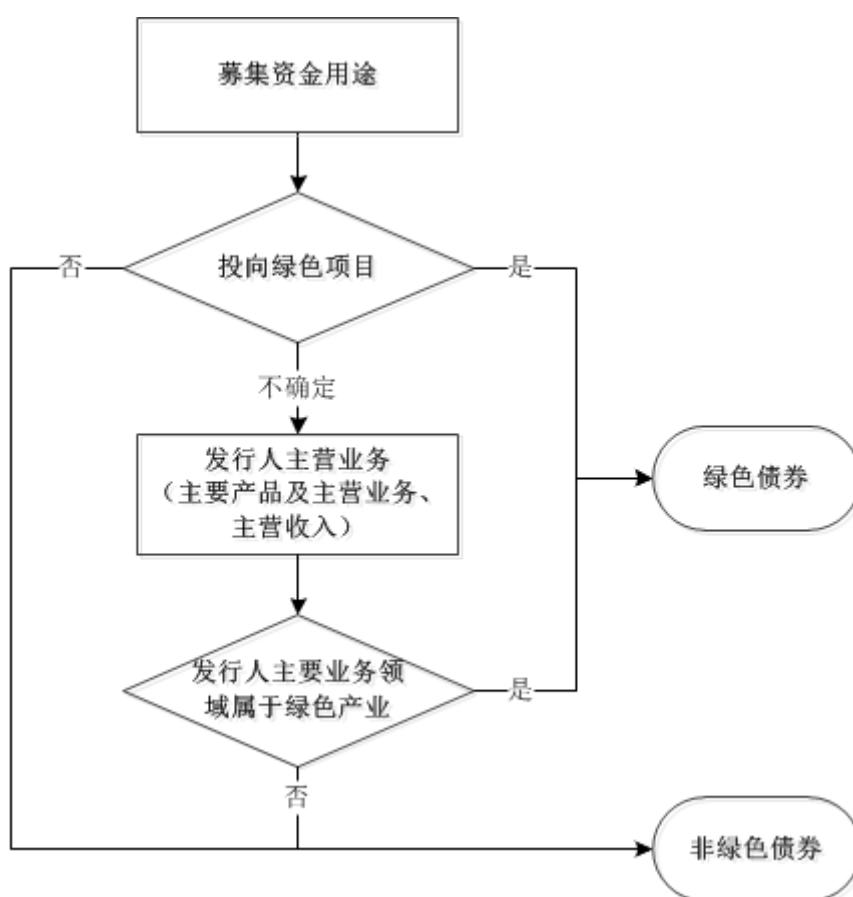 募集资金用途
否
投向绿色项目
是
不确定
发行人主营业务
（主要产品及主营业务、
主营收入）
绿色债券
发行人主要业务领
域属于绿色产业
是
否
非绿色债券